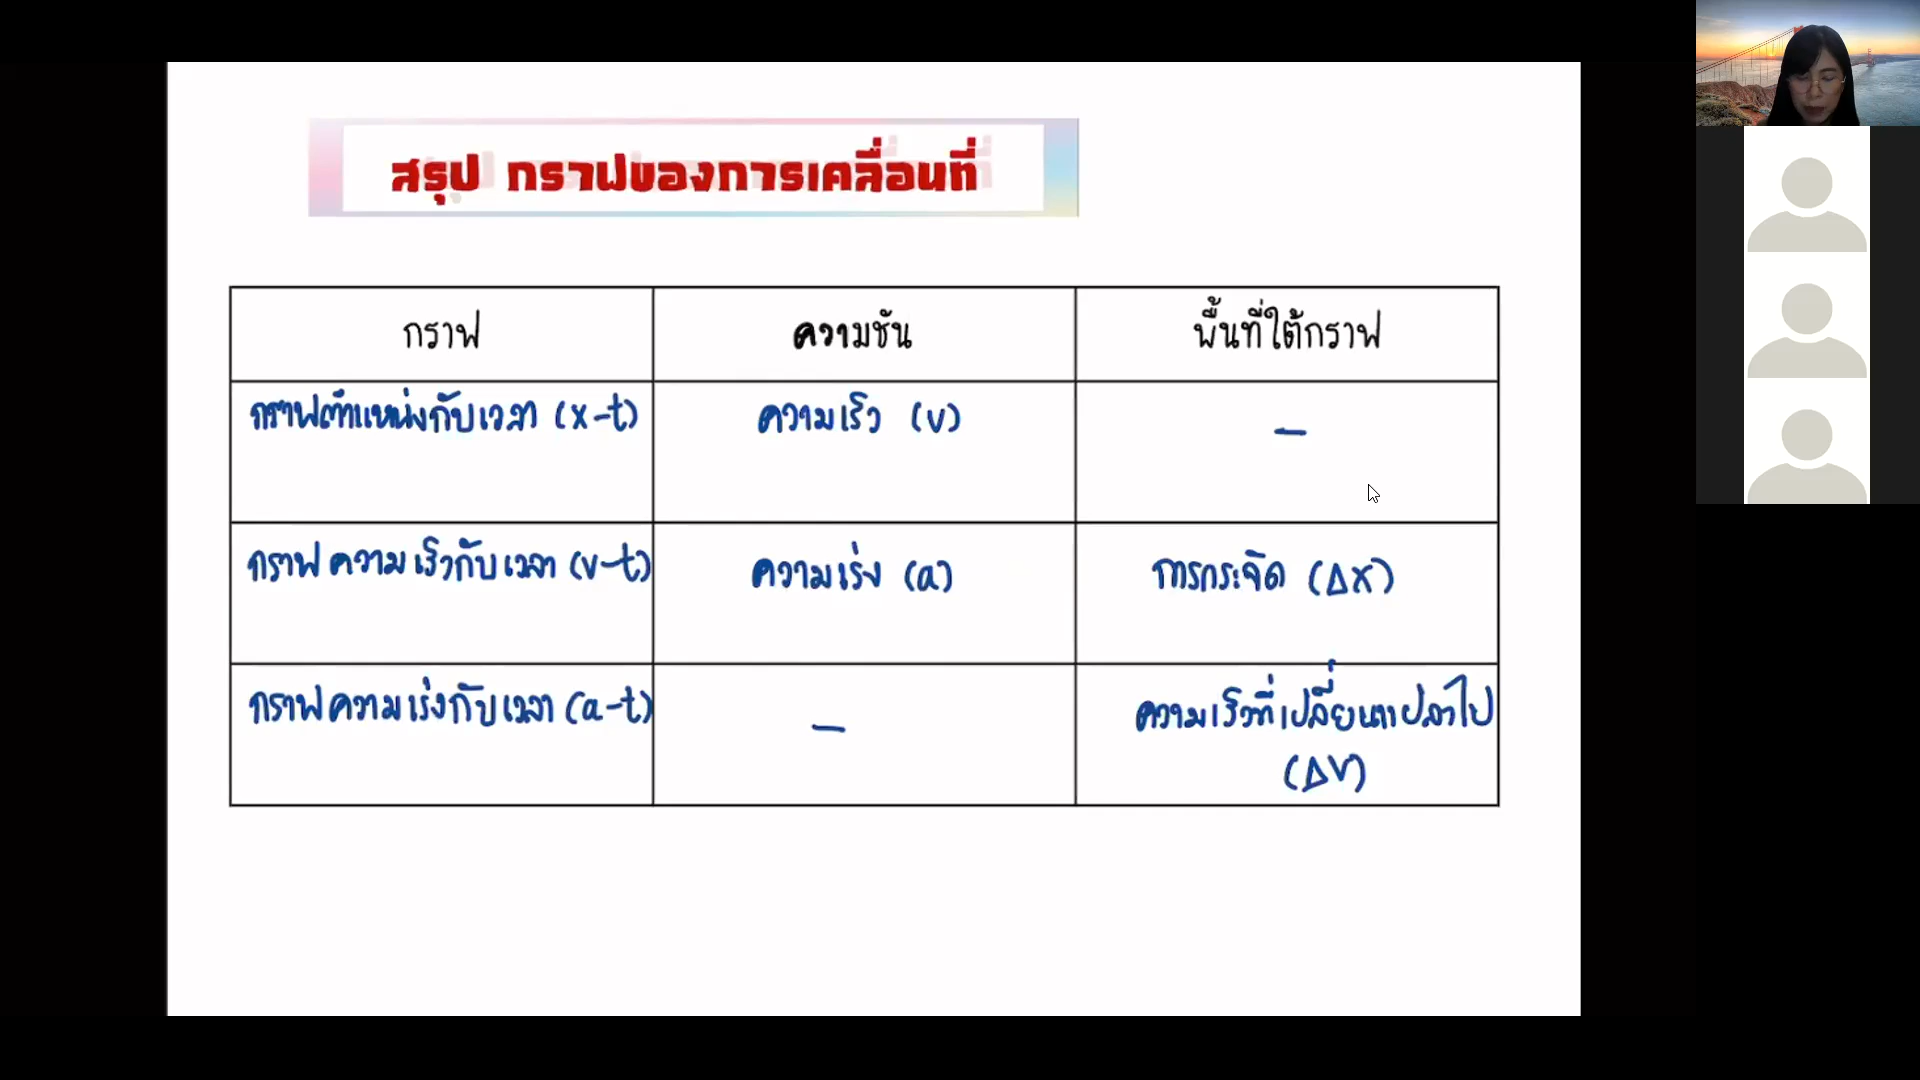 สรุป กราฟของการเคลื่อนที่
กราฟ ความชัน พื้นที่ใต้กราฟ
กราฟตำแหน่งกับเวลา (x-t) ความเร็ว (v) -
กราฟความเร็วกับเวลา (v-t) ความเร่ง (a) การกระจัด (Δx)
กราฟความเร่งกับเวลา (a-t) - ความเร็วที่เปลี่ยนแปลงไป
(Δv)